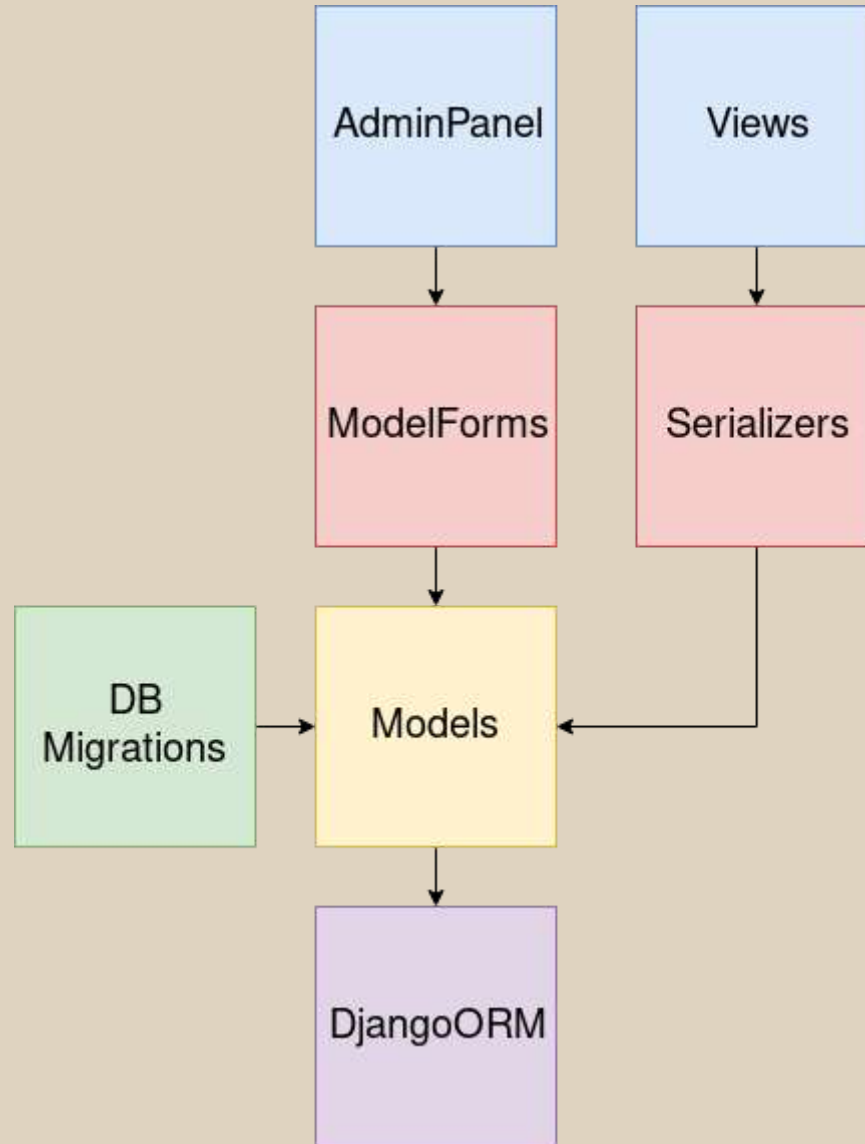 AdminPanel
Views
ModelForms
Serializers
DB
Migrations
Models
DjangoORM